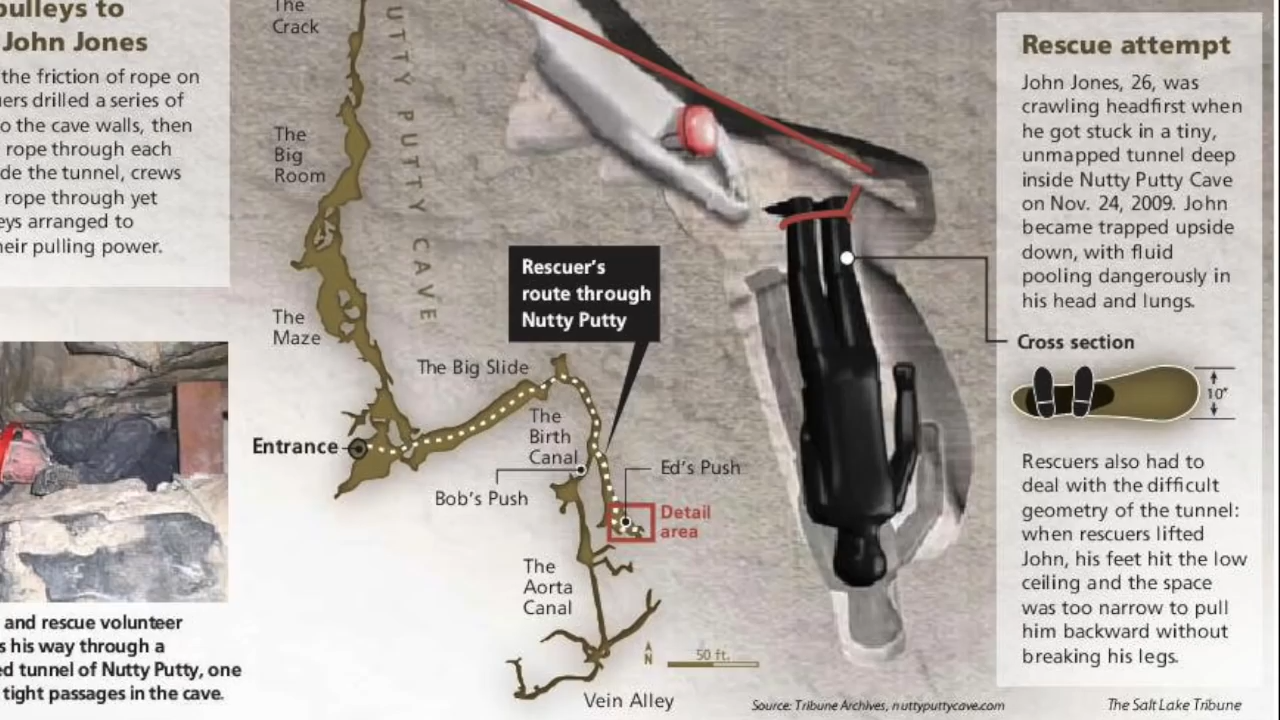 pulleys to
John Jones
the friction of rope on
drilled a series of
the cave walls, then
rope through each
the tunnel, crews
rope through yet
arranged to
pulling power.
and rescue volunteer
his way through a
tunnel of Nutty Putty, one
tight passages in the cave.
The
Crack
NUTTY PUTTY CAVE
The
Big
Room
The
Maze
The Big Slide
Entrance
The
Birth
Canal
Bob's Push
Rescuer's
route through
Nutty Putty
Ed's Push
Detail
area
The
Aorta
Canal
Vein Alley
A
N
50 ft.
Rescue attempt
John Jones, 26, was
crawling headfirst when
he got stuck in a tiny,
unmapped tunnel deep
inside Nutty Putty Cave
on Nov. 24, 2009. John
became trapped upside
down, with fluid
pooling dangerously in
his head and lungs.
Cross section
10"
Rescuers also had to
deal with the difficult
geometry of the tunnel:
when rescuers lifted
John, his feet hit the low
ceiling and the space
was too narrow to pull
him backward without
breaking his legs.
Source: Tribune Archives, nuttyputtycave.com
The Salt Lake Tribune